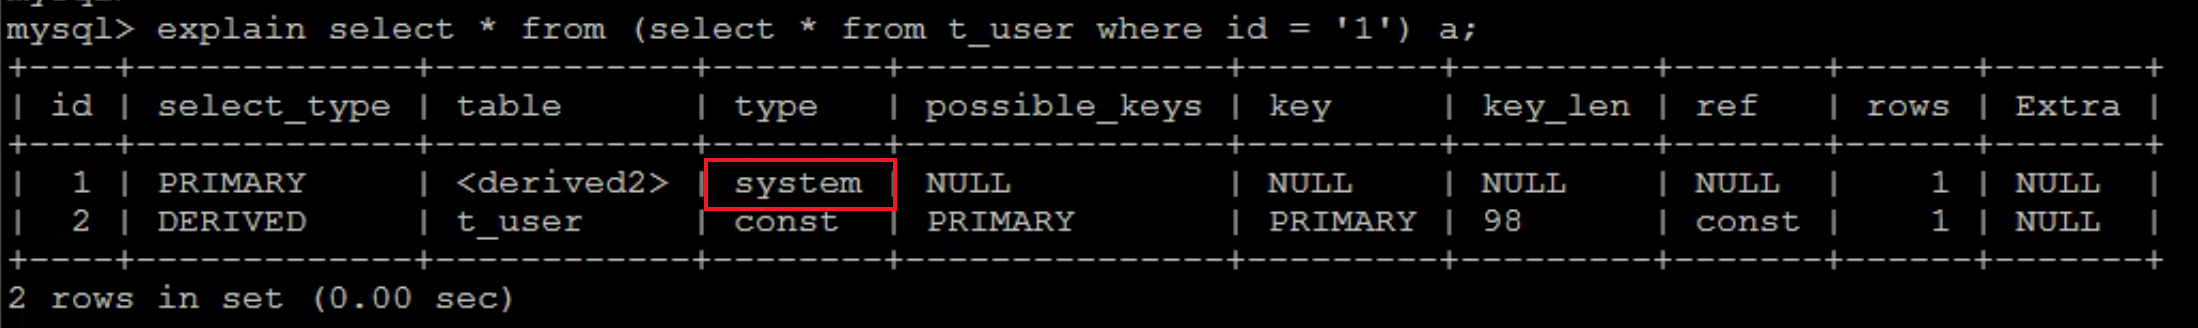 mysql> explain select * from (select * from t_user where id = '1') a;
+----+-------------+------------+--------+---------------+---------+---------+-------+------+-------+
| id | select_type | table      | type   | possible_keys | key     | key_len | ref   | rows | Extra |
+----+-------------+------------+--------+---------------+---------+---------+-------+------+-------+
|  1 | PRIMARY     | <derived2> | system | NULL          | NULL    | NULL    | NULL  |    1 | NULL  |
|  2 | DERIVED     | t_user     | const  | PRIMARY       | PRIMARY | 98      | const |    1 | NULL  |
+----+-------------+------------+--------+---------------+---------+---------+-------+------+-------+
2 rows in set (0.00 sec)